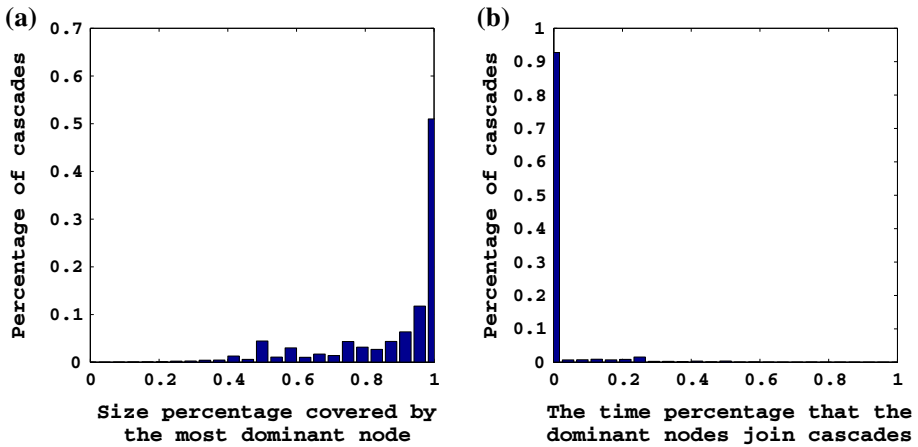 (a)
Percentage of cascades
0.7
0.6
0.5
0.4
0.3
0.2
0.1
0
0 0.2 0.4 0.6 0.8 1
Size percentage covered by
the most dominant node
(b)
Percentage of cascades
1
0.9
0.8
0.7
0.6
0.5
0.4
0.3
0.2
0.1
0
0 0.2 0.4 0.6 0.8 1
The time percentage that the
dominant nodes join cascades